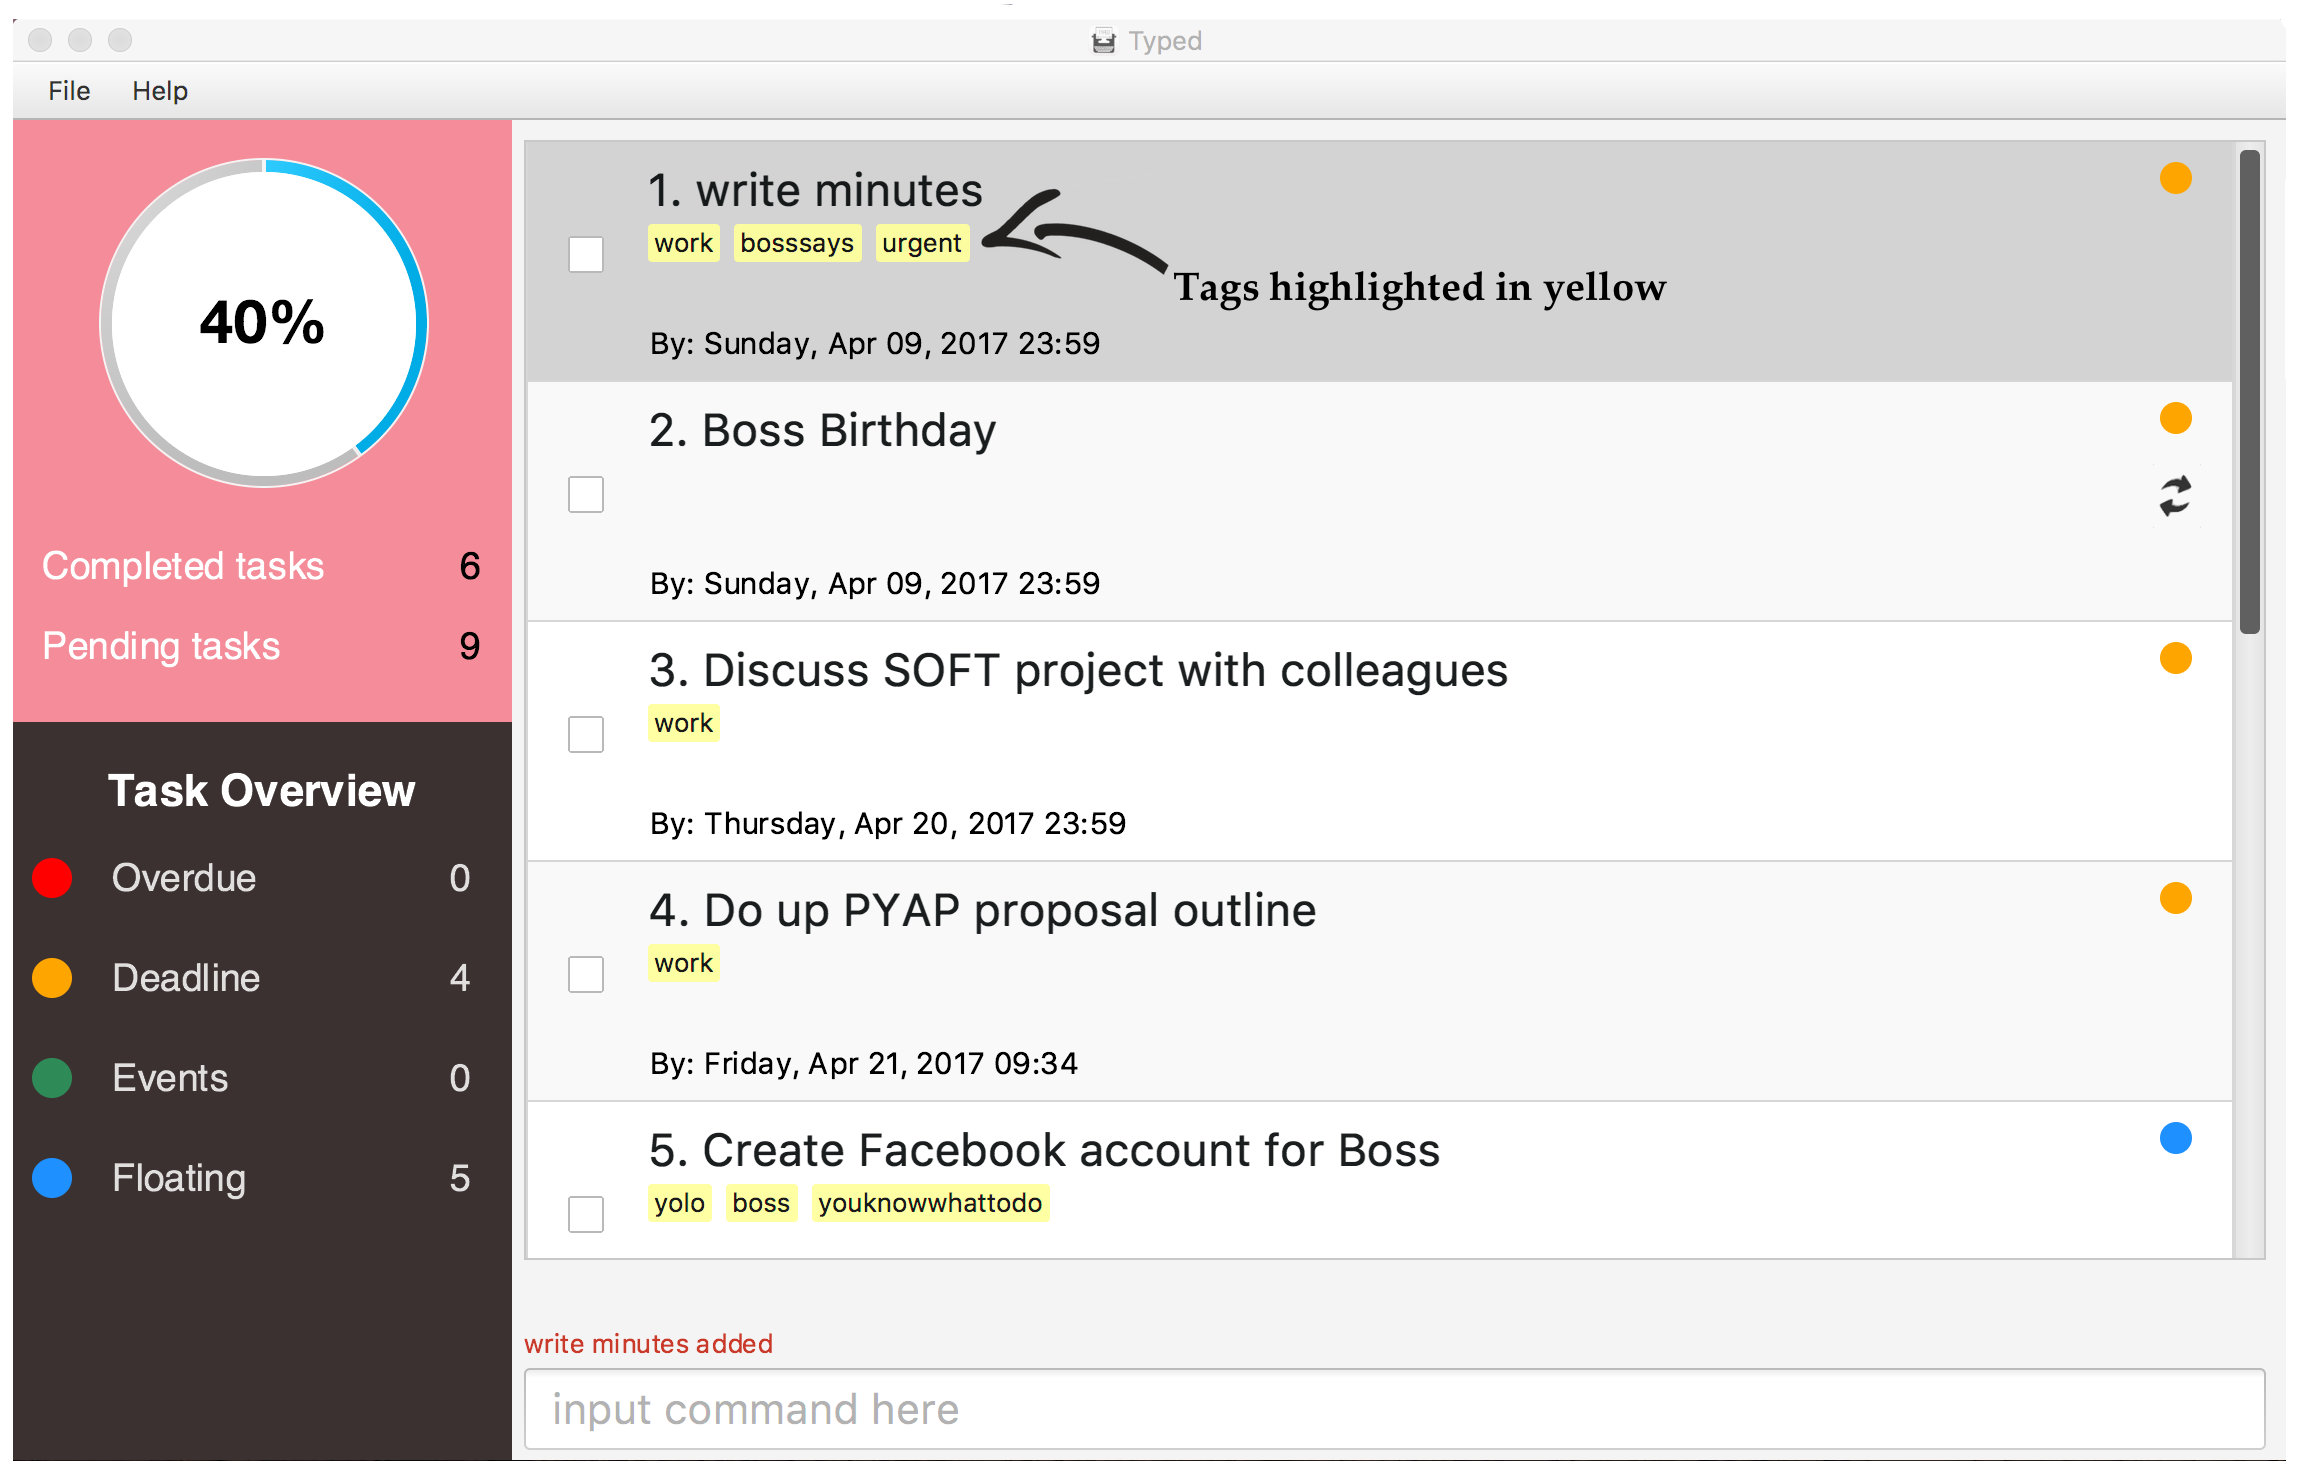 Typed
File Help
40%
Completed tasks 6
Pending tasks 9
Task Overview
Overdue 0
Deadline 4
Events 0
Floating 5
1. write minutes
work bosssays urgent
Tags highlighted in yellow
By: Sunday, Apr 09, 2017 23:59
2. Boss Birthday
By: Sunday, Apr 09, 2017 23:59
3. Discuss SOFT project with colleagues
work
By: Thursday, Apr 20, 2017 23:59
4. Do up PYAP proposal outline
work
By: Friday, Apr 21, 2017 09:34
5. Create Facebook account for Boss
yolo boss youknowwhattodo
write minutes added
input command here